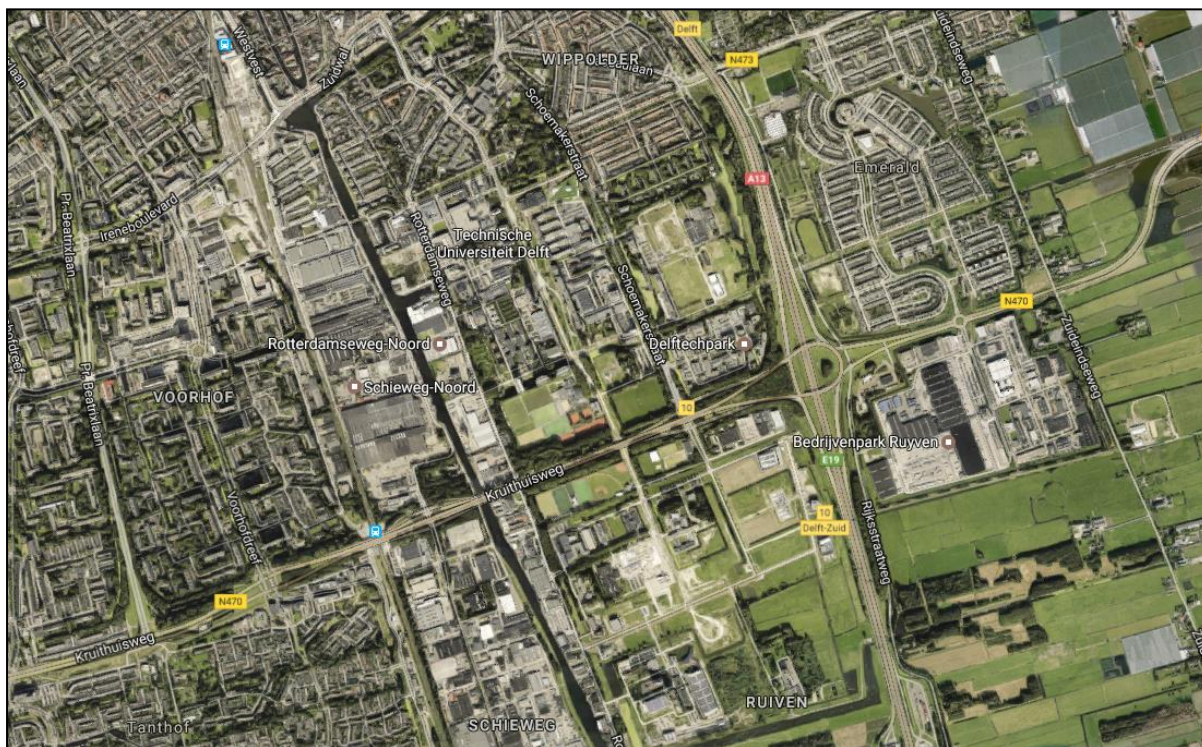 Delft
Westvest
Zuidwal
WIPPOLDER
N473
Zuideindseweg
Schoemakerstraat
Emerald
A13
Pr. Beatrixlaan
Ireneboulevard
Rotterdamseweg
Technische
Universiteit Delft
Schoemakerstraat
N470
Zuideindseweg
Rotterdamseweg-Noord
Delftechpark
Pr. Beatrixlaan
Schieweg-Noord
VOORHOF
10
Bedrijvenpark Ruyven
E19
Kruithuisweg
Voorhofdreef
10
Delft-Zuid
Rijksstraatweg
N470
Kruithuisweg
RUIVEN
Tanthof
SCHIEWEG